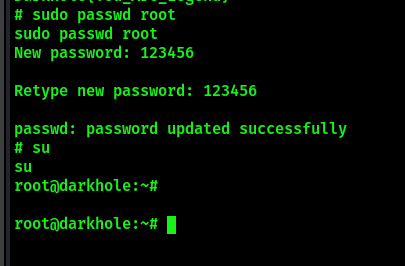 # sudo passwd root
sudo passwd root
New password: 123456
Retype new password: 123456
passwd: password updated successfully
# su
su
root@darkhole:~#
root@darkhole:~#